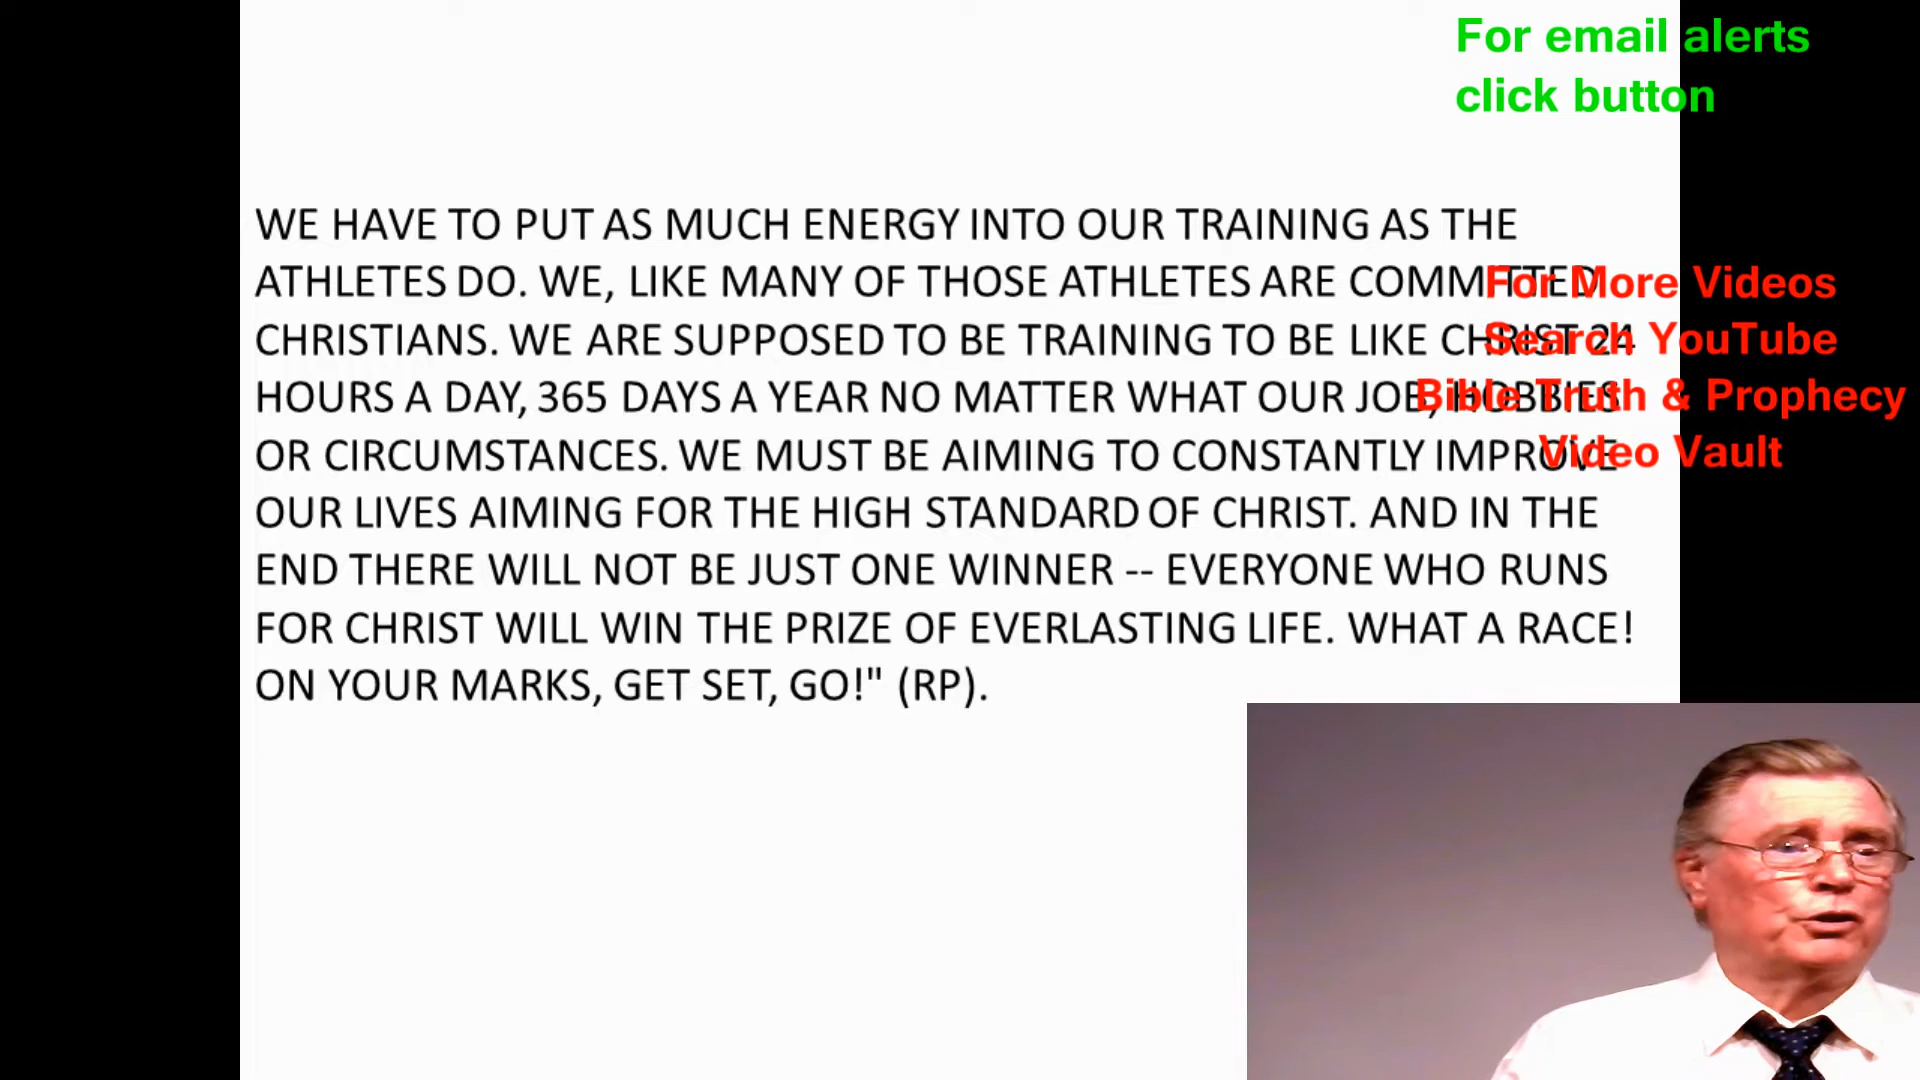 For email alerts
click button
WE HAVE TO PUT AS MUCH ENERGY INTO OUR TRAINING AS THE
ATHLETES DO. WE, LIKE MANY OF THOSE ATHLETES ARE COMMITTED
CHRISTIANS. WE ARE SUPPOSED TO BE TRAINING TO BE LIKE CHRIST 24
HOURS A DAY, 365 DAYS A YEAR NO MATTER WHAT OUR JOB, HOBBIES
OR CIRCUMSTANCES. WE MUST BE AIMING TO CONSTANTLY IMPROVE
OUR LIVES AIMING FOR THE HIGH STANDARD OF CHRIST. AND IN THE
END THERE WILL NOT BE JUST ONE WINNER -- EVERYONE WHO RUNS
FOR CHRIST WILL WIN THE PRIZE OF EVERLASTING LIFE. WHAT A RACE!
ON YOUR MARKS, GET SET, GO!" (RP).
For More Videos
Search YouTube
Bible Truth & Prophecy
Video Vault